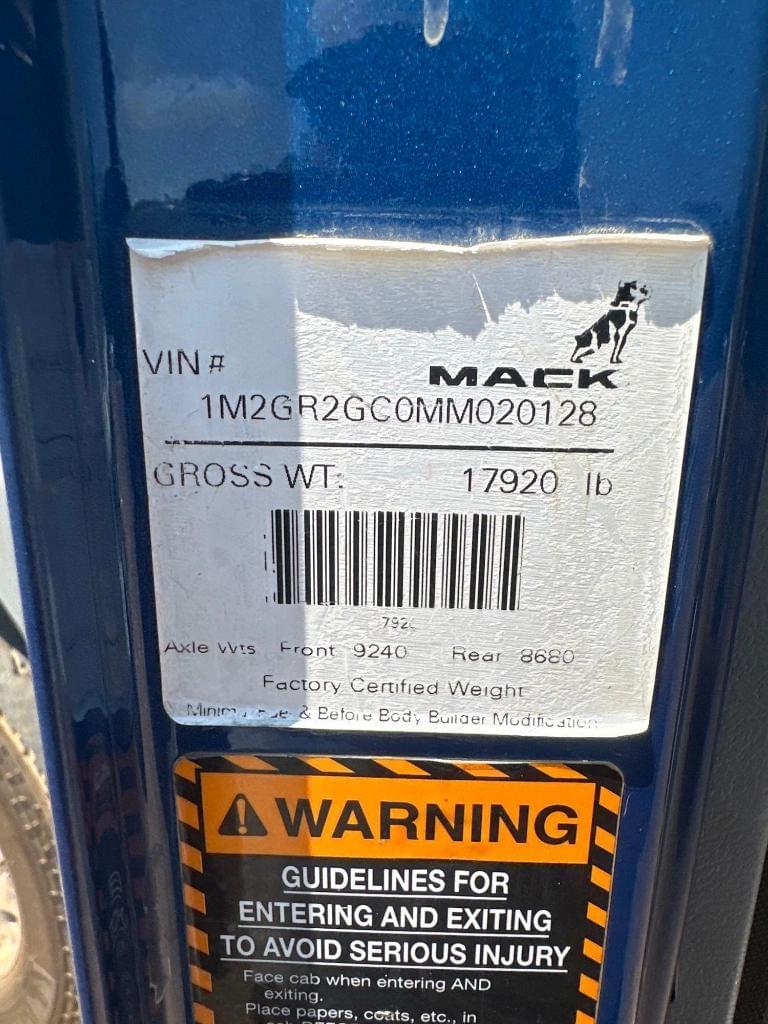 VIN #
MACK
1M2GR2GC0MM020128
GROSS WT: 17920 lb
Axle Wts Front 9240 Rear 8680
Factory Certified Weight
& Before Body Builder Modification
WARNING
GUIDELINES FOR
ENTERING AND EXITING
TO AVOID SERIOUS INJURY
Face cab when entering AND
exiting.
Place papers, coats, etc., in